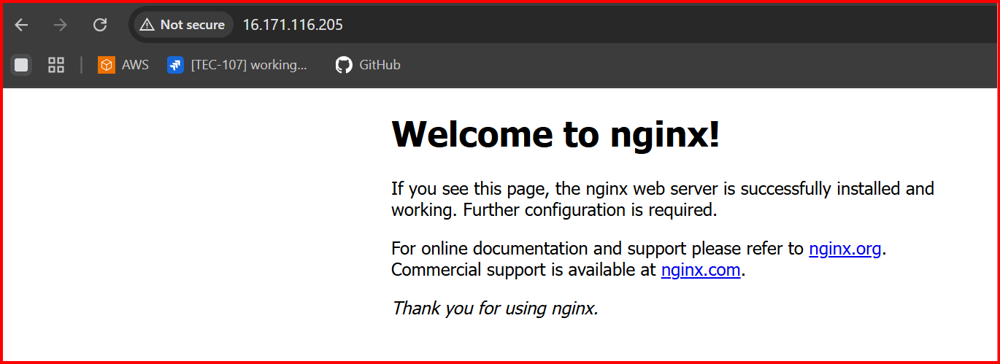 Not secure 16.171.116.205
AWS [TEC-107] working... GitHub
Welcome to nginx!
If you see this page, the nginx web server is successfully installed and
working. Further configuration is required.
For online documentation and support please refer to nginx.org.
Commercial support is available at nginx.com.
Thank you for using nginx.